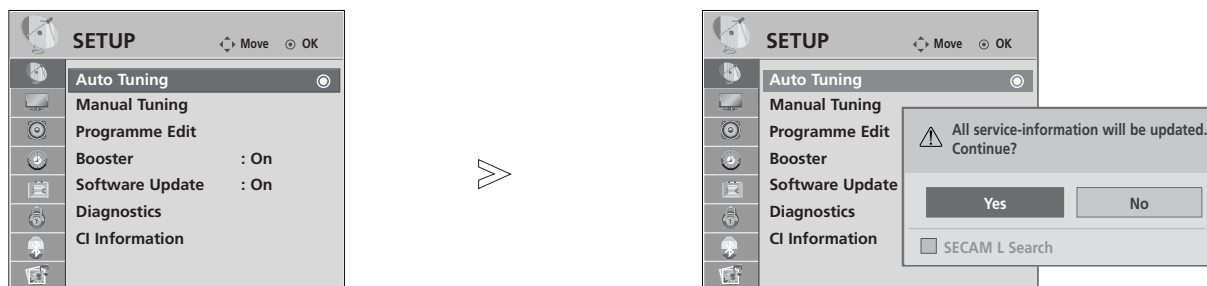 SETUP Move OK
Auto Tuning
Manual Tuning
Programme Edit
Booster : On
Software Update : On
Diagnostics
CI Information
SETUP Move OK
Auto Tuning
Manual Tuning
Programme Edit
Booster
Software Update
Diagnostics
CI Information
All service-information will be updated.
Continue?
Yes No
SECAM L Search